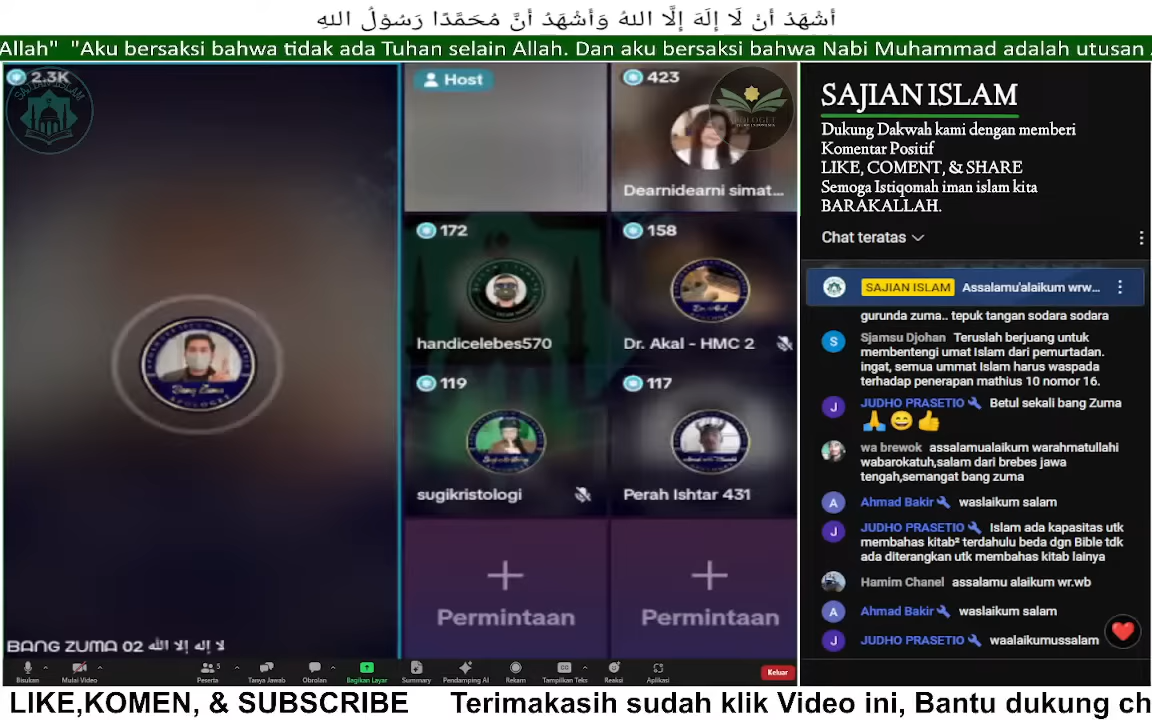 أشْهَدُ أنْ لَا إلَهَ إلَّا اللهُ وَأشْهَدُ أنَّ مُحَمَّدًا رَسُوْلُ اللهِ
Allah" "Aku bersaksi bahwa tidak ada Tuhan selain Allah. Dan aku bersaksi bahwa Nabi Muhammad adalah utusan
2.3K
SAJIAN ISLAM
BANG ZUMA 02 لا إله إلا الله
Host
423
Dearnidearni simat...
172
handicelebes570
158
Dr. Akal - HMC 2
119
sugikristologi
117
Perah Ishtar 431
Permintaan
Permintaan
SAJIAN ISLAM
Dukung Dakwah kami dengan memberi
Komentar Positif
LIKE, COMENT, & SHARE
Semoga Istiqomah iman islam kita
BARAKALLAH.
Chat teratas
SAJIAN ISLAM Assalamu'alaikum wrw...
gurunda zuma.. tepuk tangan sodara sodara
S
Sjamsu Djohan Teruslah berjuang untuk
membentengi umat Islam dari pemurtadan.
ingat, semua ummat Islam harus waspada
terhadap penerapan mathius 10 nomor 16.
J
JUDHO PRASETIO Betul sekali bang Zuma
🙏😄👍
wa brewok assalamualaikum warahmatullahi
wabarokatuh,salam dari brebes jawa
tengah,semangat bang zuma
A
Ahmad Bakir waslaikum salam
J
JUDHO PRASETIO Islam ada kapasitas utk
membahas kitab² terdahulu beda dgn Bible tdk
ada diterangkan utk membahas kitab lainya
Hamim Chanel assalamu alaikum wr.wb
A
Ahmad Bakir waslaikum salam
J
JUDHO PRASETIO waalaikumussalam
Bisukan
Mulai Video
5
Peserta
Tanya Jawab
Obrolan
Bagikan Layar
Summary
Pendamping AI
Rekam
Tampilkan Teks
Reaksi
Aplikasi
Keluar
LIKE,KOMEN, & SUBSCRIBE Terimakasih sudah klik Video ini, Bantu dukung ch